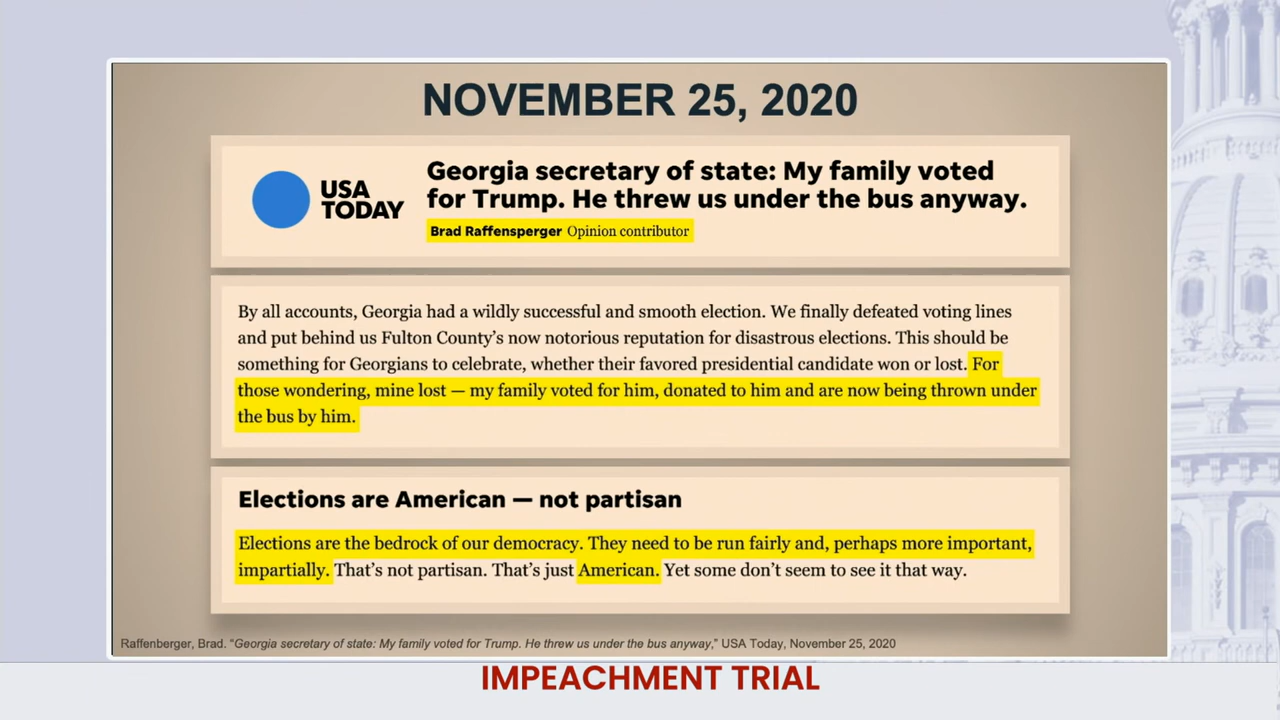 NOVEMBER 25, 2020
USA
TODAY
Georgia secretary of state: My family voted
for Trump. He threw us under the bus anyway.
Brad Raffensperger Opinion contributor
By all accounts, Georgia had a wildly successful and smooth election. We finally defeated voting lines
and put behind us Fulton County’s now notorious reputation for disastrous elections. This should be
something for Georgians to celebrate, whether their favored presidential candidate won or lost. For
those wondering, mine lost — my family voted for him, donated to him and are now being thrown under
the bus by him.
Elections are American — not partisan
Elections are the bedrock of our democracy. They need to be run fairly and, perhaps more important,
impartially. That’s not partisan. That’s just American. Yet some don’t seem to see it that way.
Raffenberger, Brad. “Georgia secretary of state: My family voted for Trump. He threw us under the bus anyway,” USA Today, November 25, 2020
IMPEACHMENT TRIAL